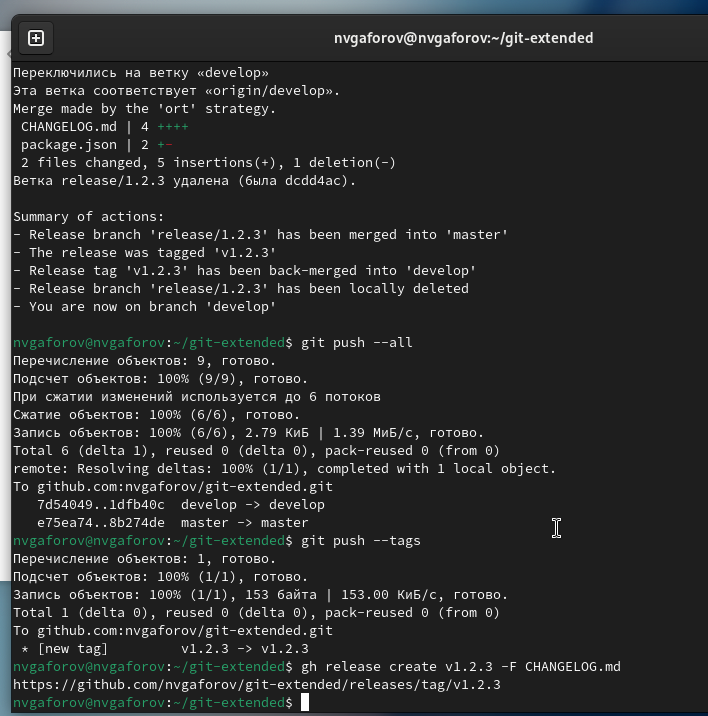 nvgaforov@nvgaforov:~/git-extended
Переключились на ветку «develop»
Эта ветка соответствует «origin/develop».
Merge made by the 'ort' strategy.
CHANGELOG.md | 4 ++++
package.json | 2 +-
2 files changed, 5 insertions(+), 1 deletion(-)
Ветка release/1.2.3 удалена (была dcdd4ac).
Summary of actions:
- Release branch 'release/1.2.3' has been merged into 'master'
- The release was tagged 'v1.2.3'
- Release tag 'v1.2.3' has been back-merged into 'develop'
- Release branch 'release/1.2.3' has been locally deleted
- You are now on branch 'develop'
nvgaforov@nvgaforov:~/git-extended$ git push --all
Перечисление объектов: 9, готово.
Подсчет объектов: 100% (9/9), готово.
При сжатии изменений используется до 6 потоков
Сжатие объектов: 100% (6/6), готово.
Запись объектов: 100% (6/6), 2.79 КиБ | 1.39 МиБ/с, готово.
Total 6 (delta 1), reused 0 (delta 0), pack-reused 0 (from 0)
remote: Resolving deltas: 100% (1/1), completed with 1 local object.
To github.com:nvgaforov/git-extended.git
7d54049..1dfb40c  develop -> develop
e75ea74..8b274de  master -> master
nvgaforov@nvgaforov:~/git-extended$ git push --tags
Перечисление объектов: 1, готово.
Подсчет объектов: 100% (1/1), готово.
Запись объектов: 100% (1/1), 153 байта | 153.00 КиБ/с, готово.
Total 1 (delta 0), reused 0 (delta 0), pack-reused 0 (from 0)
To github.com:nvgaforov/git-extended.git
* [new tag]         v1.2.3 -> v1.2.3
nvgaforov@nvgaforov:~/git-extended$ gh release create v1.2.3 -F CHANGELOG.md
https://github.com/nvgaforov/git-extended/releases/tag/v1.2.3
nvgaforov@nvgaforov:~/git-extended$